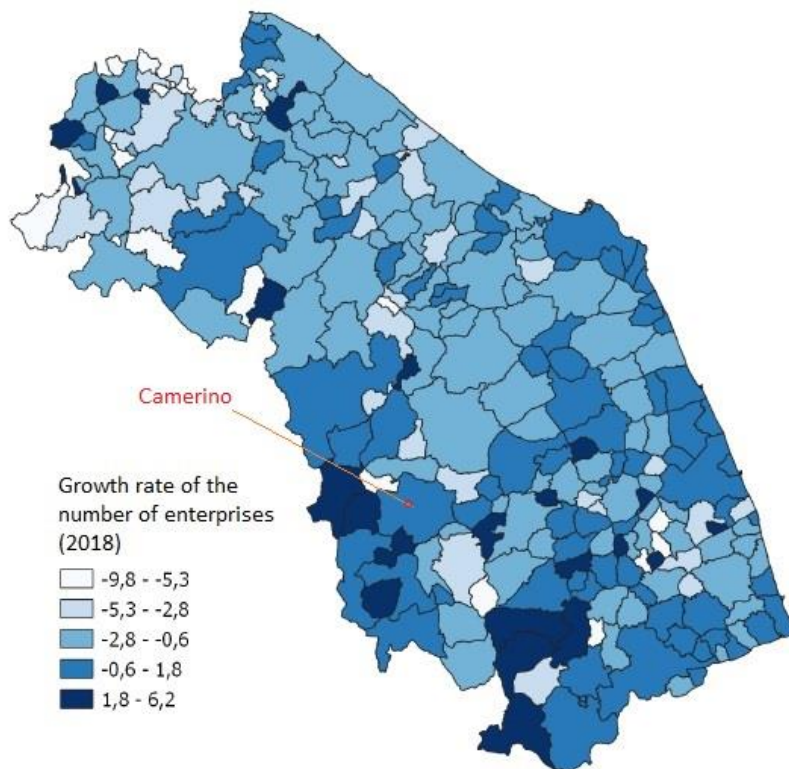 Camerino
Growth rate of the
number of enterprises
(2018)
-9,8 - -5,3
-5,3 - -2,8
-2,8 - -0,6
-0,6 - 1,8
1,8 - 6,2